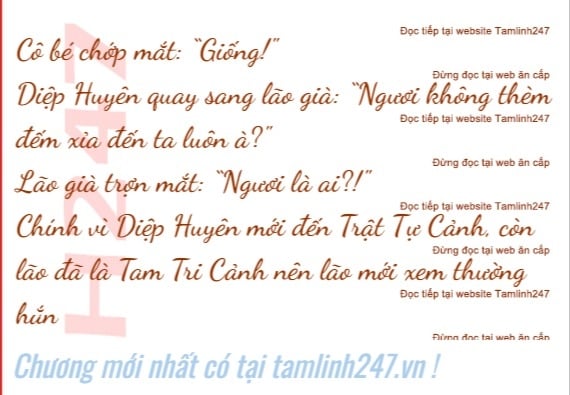 Đọc tiếp tại website Tamlinh247
Cô bé chớp mắt: “Giống!”
Đừng đọc tại web ăn cắp
Diệp Huyên quay sang lão già: “Ngươi không thèm
Đọc tiếp tại website Tamlinh247
đếm xỉa đến ta luôn à?”
Đừng đọc tại web ăn cắp
Lão già trợn mắt: “Ngươi là ai?!”
Đọc tiếp tại website Tamlinh247
Chính vì Diệp Huyên mới đến Trật Tự Cảnh, còn
Đừng đọc tại web ăn cắp
lão đã là Tam Tri Cảnh nên lão mới xem thường
Đọc tiếp tại website Tamlinh247
hắn
Đừng đọc tại web ăn cắp
H247
Chương mới nhất có tại tamlinh247.vn !